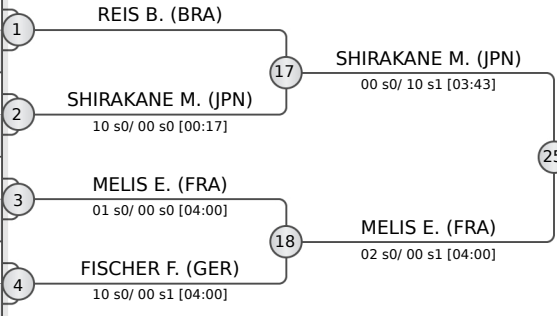 REIS B. (BRA)
1
17
SHIRAKANE M. (JPN)
00 s0/ 10 s1 [03:43]
SHIRAKANE M. (JPN)
2
10 s0/ 00 s0 [00:17]
25
MELIS E. (FRA)
3
01 s0/ 00 s0 [04:00]
18
MELIS E. (FRA)
02 s0/ 00 s1 [04:00]
FISCHER F. (GER)
4
10 s0/ 00 s1 [04:00]